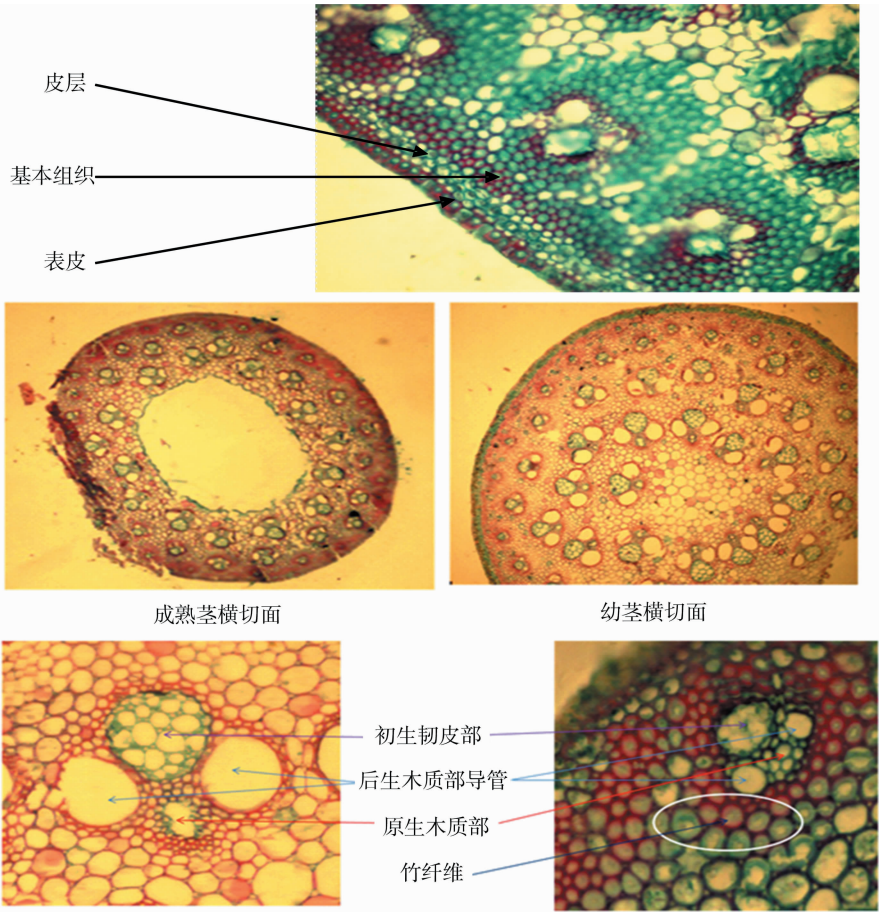 皮层
基本组织
表皮
成熟茎横切面
幼茎横切面
初生韧皮部
后生木质部导管
原生木质部
竹纤维